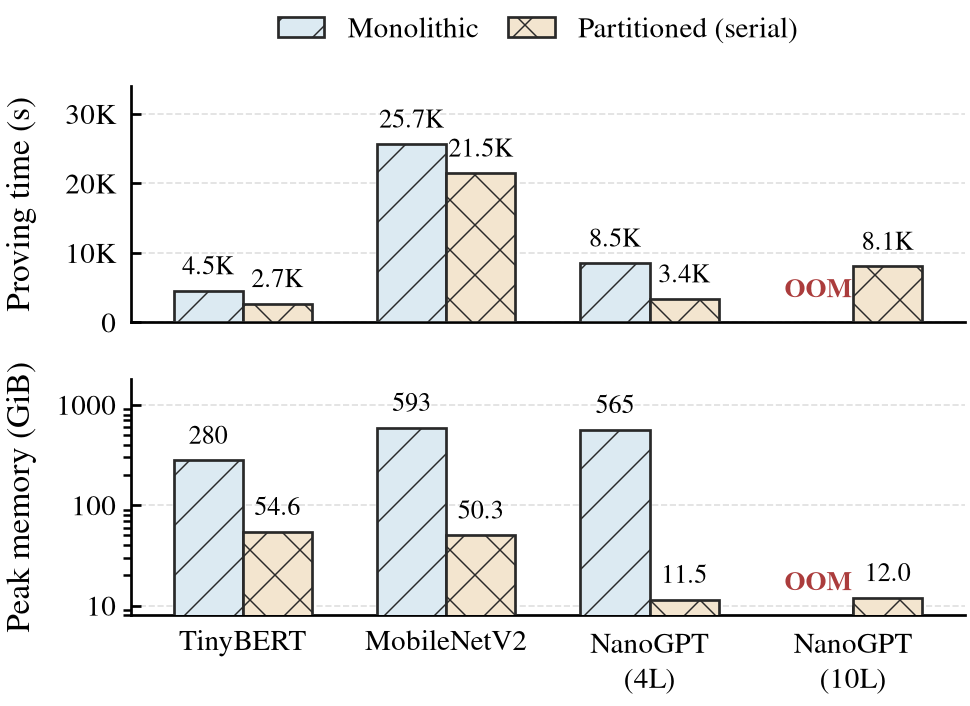 Monolithic Partitioned (serial)
Proving time (s)
30K
20K
10K
0
4.5K 2.7K 25.7K 21.5K 8.5K 3.4K OOM 8.1K
Peak memory (GiB)
1000
100
10
280 54.6 593 50.3 565 11.5 OOM 12.0
TinyBERT MobileNetV2 NanoGPT NanoGPT
(4L) (10L)